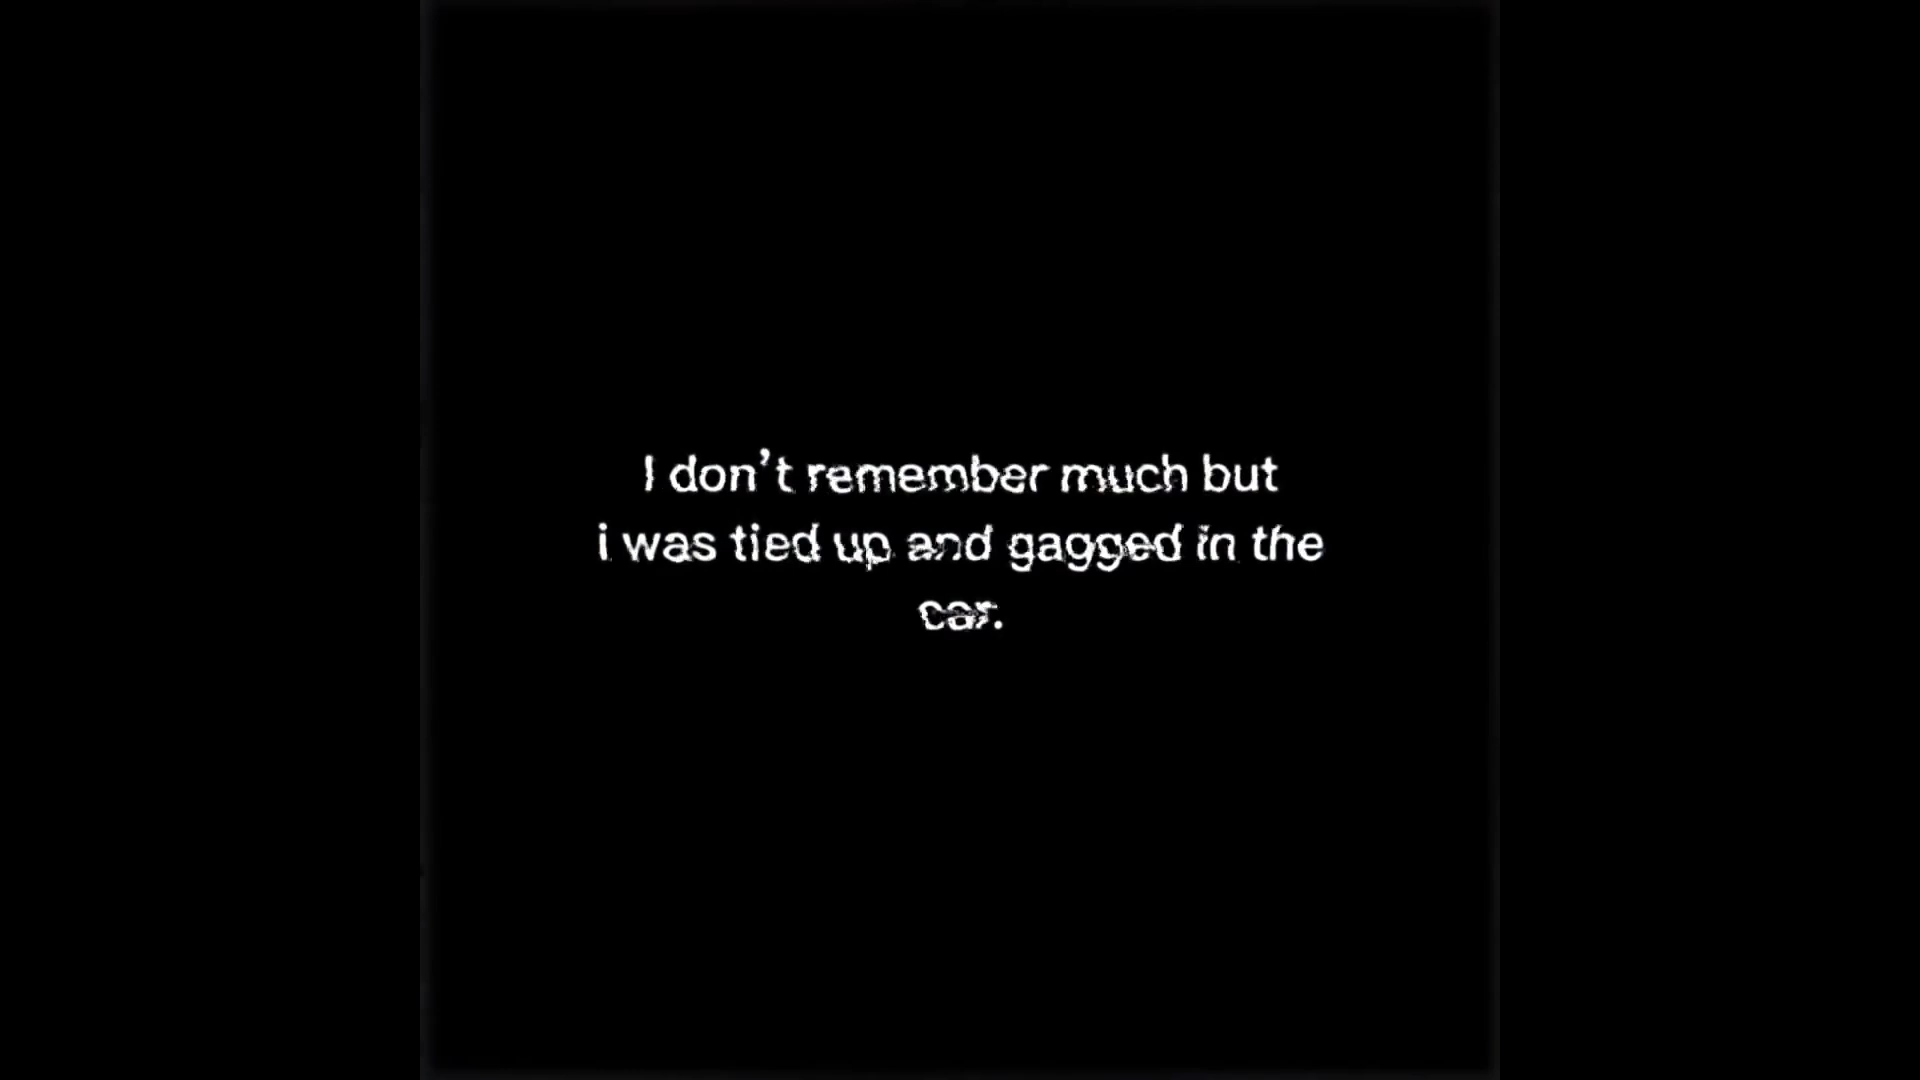 I don’t remember much but
i was tied up and gagged in the
car.